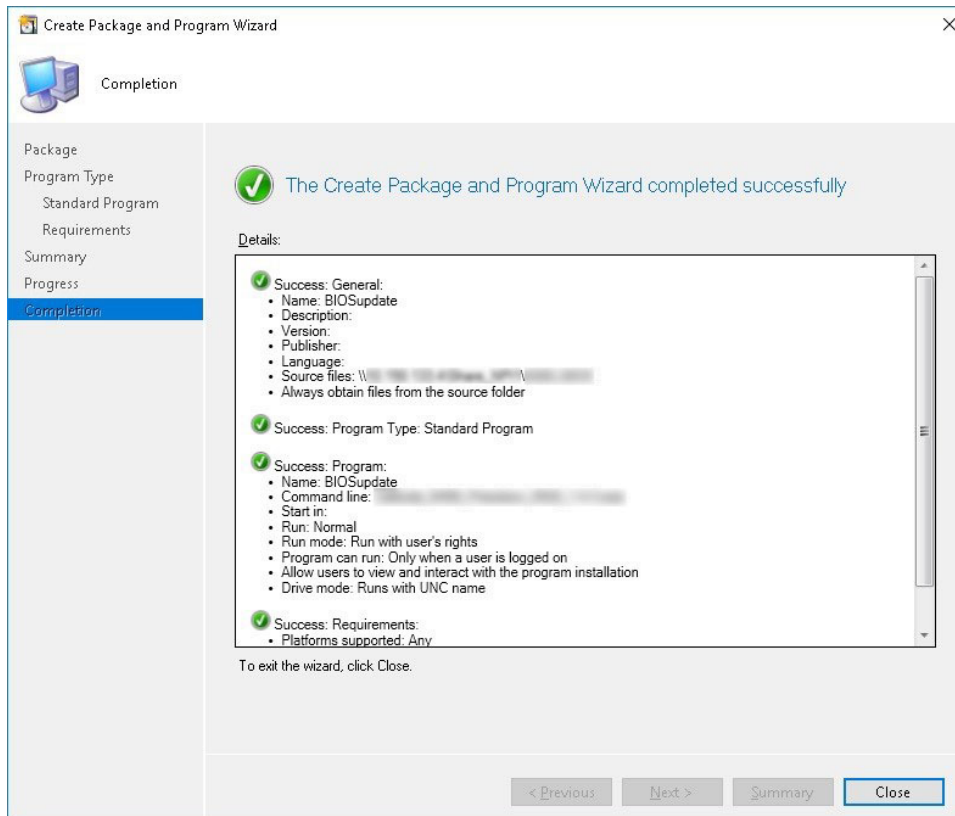 Create Package and Program Wizard
Completion
Package
Program Type
Standard Program
Requirements
Summary
Progress
Completion
The Create Package and Program Wizard completed successfully
Details:
Success: General:
• Name: BIOSupdate
• Description:
• Version:
• Publisher:
• Language:
• Source files: \\
• Always obtain files from the source folder
Success: Program Type: Standard Program
Success: Program:
• Name: BIOSupdate
• Command line:
• Start in:
• Run: Normal
• Run mode: Run with user's rights
• Program can run: Only when a user is logged on
• Allow users to view and interact with the program installation
• Drive mode: Runs with UNC name
Success: Requirements:
• Platforms supported: Any
To exit the wizard, click Close.
< Previous Next > Summary Close